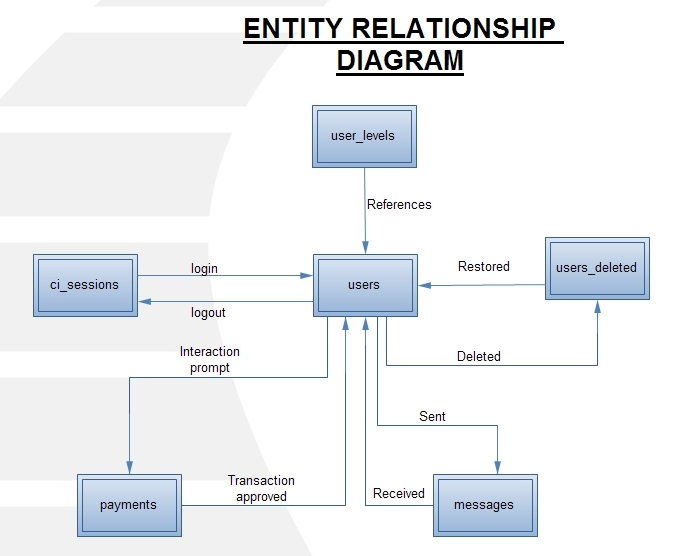 ENTITY RELATIONSHIP
DIAGRAM
user_levels
References
ci_sessions
login
logout
users
Restored
users_deleted
Deleted
Interaction
prompt
Sent
payments
Transaction
approved
Received
messages